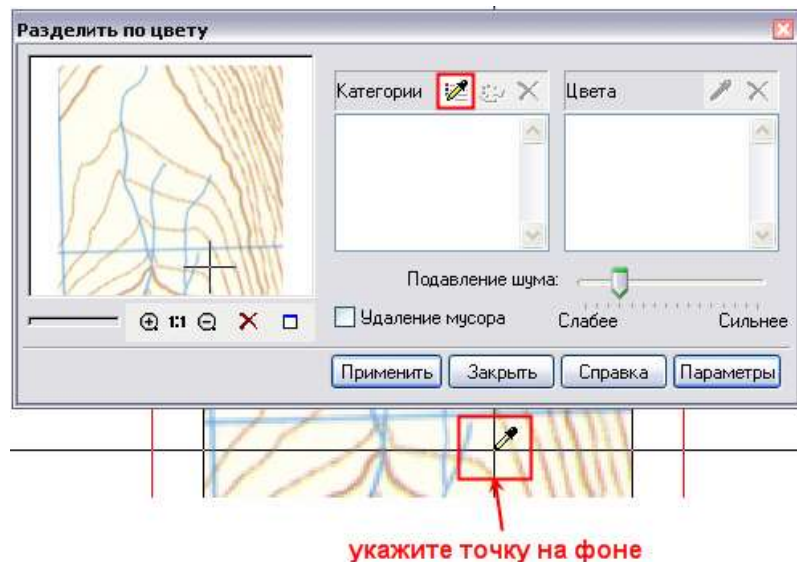 Разделить по цвету
Категории
Цвета
Подавление шума:
Удаление мусора
Слабее
Сильнее
1:1
Применить
Закрыть
Справка
Параметры
укажите точку на фоне